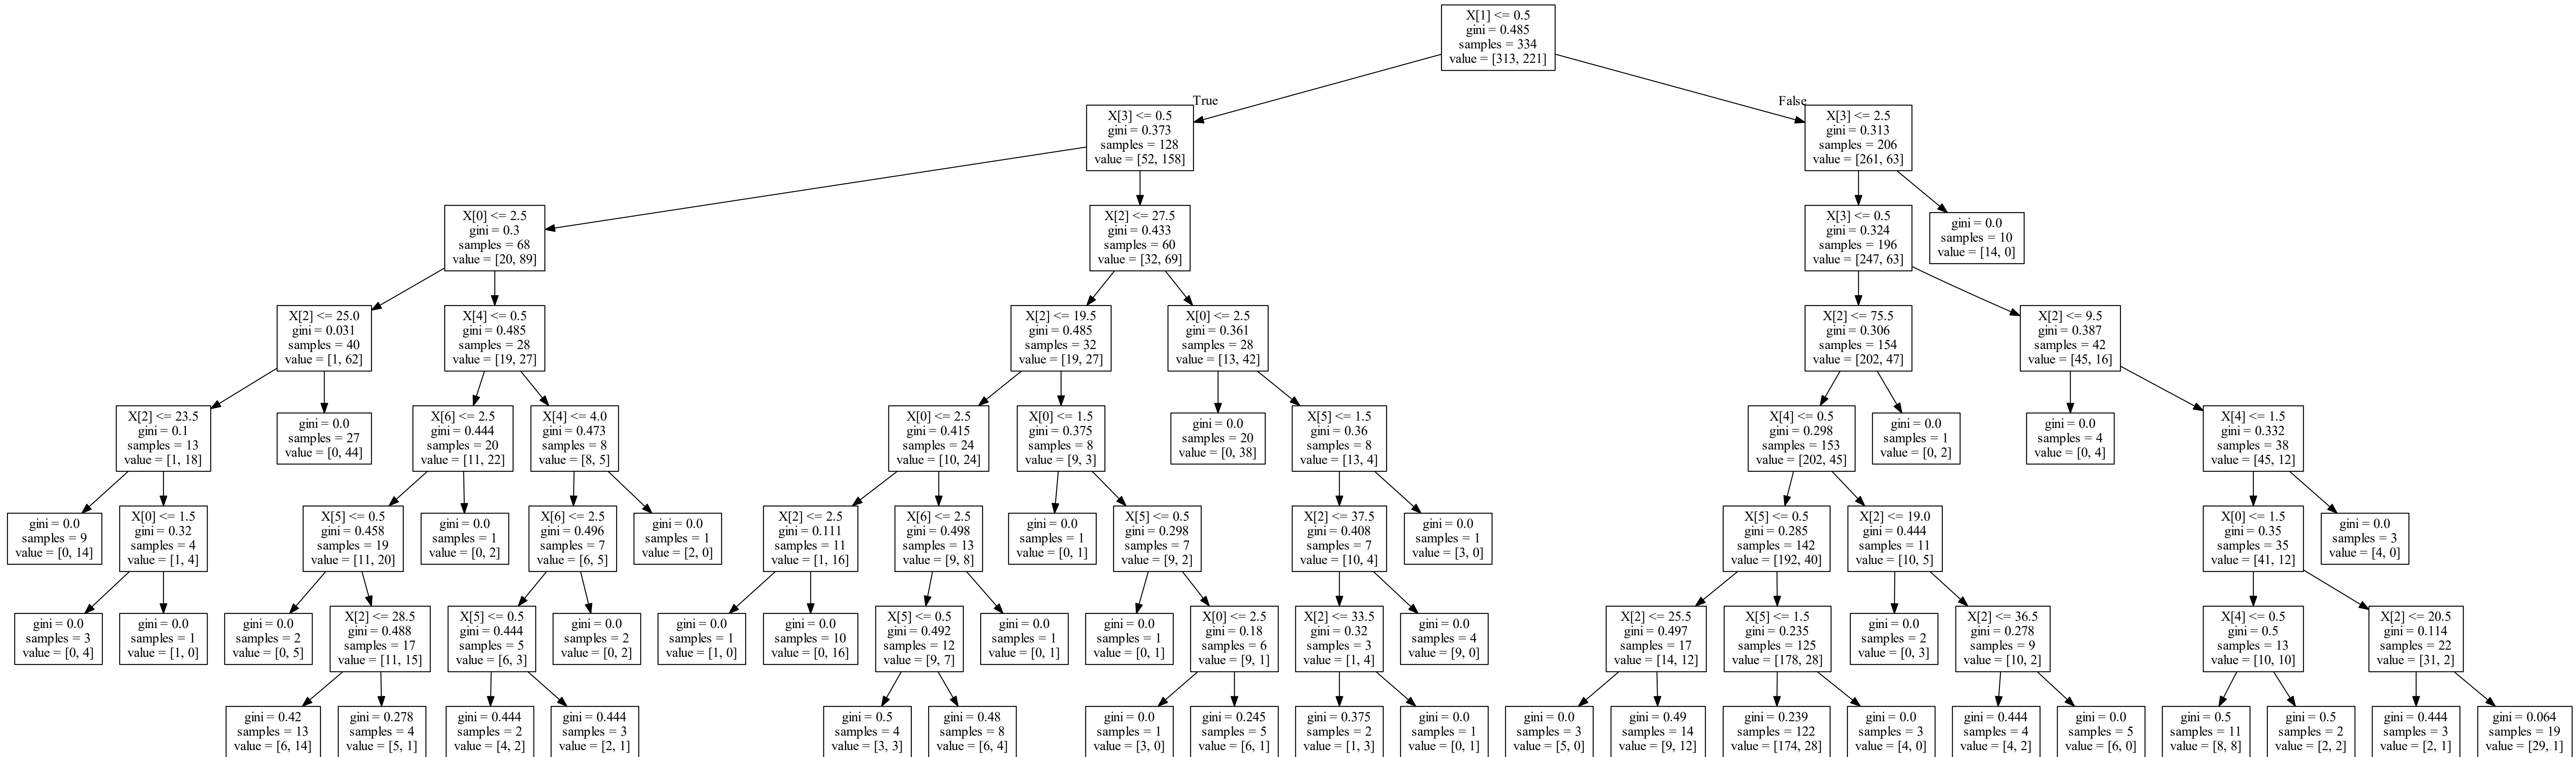 X[1] <= 0.5
gini = 0.485
samples = 334
value = [313, 221]
True
False
X[3] <= 0.5
gini = 0.373
samples = 128
value = [52, 158]
X[3] <= 2.5
gini = 0.313
samples = 206
value = [261, 63]
X[0] <= 2.5
gini = 0.3
samples = 68
value = [20, 89]
X[2] <= 27.5
gini = 0.433
samples = 60
value = [32, 69]
X[3] <= 0.5
gini = 0.324
samples = 196
value = [247, 63]
gini = 0.0
samples = 10
value = [14, 0]
X[2] <= 25.0
gini = 0.031
samples = 40
value = [1, 62]
X[4] <= 0.5
gini = 0.485
samples = 28
value = [19, 27]
X[2] <= 19.5
gini = 0.485
samples = 32
value = [19, 27]
X[0] <= 2.5
gini = 0.361
samples = 28
value = [13, 42]
X[2] <= 75.5
gini = 0.306
samples = 154
value = [202, 47]
X[2] <= 9.5
gini = 0.387
samples = 42
value = [45, 16]
X[2] <= 23.5
gini = 0.1
samples = 13
value = [1, 18]
gini = 0.0
samples = 27
value = [0, 44]
X[6] <= 2.5
gini = 0.444
samples = 20
value = [11, 22]
X[4] <= 4.0
gini = 0.473
samples = 8
value = [8, 5]
X[0] <= 2.5
gini = 0.415
samples = 24
value = [10, 24]
X[0] <= 1.5
gini = 0.375
samples = 8
value = [9, 3]
gini = 0.0
samples = 20
value = [0, 38]
X[5] <= 1.5
gini = 0.36
samples = 8
value = [13, 4]
X[4] <= 0.5
gini = 0.298
samples = 153
value = [202, 45]
gini = 0.0
samples = 1
value = [0, 2]
gini = 0.0
samples = 4
value = [0, 4]
X[4] <= 1.5
gini = 0.332
samples = 38
value = [45, 12]
gini = 0.0
samples = 9
value = [0, 14]
X[0] <= 1.5
gini = 0.32
samples = 4
value = [1, 4]
X[5] <= 0.5
gini = 0.458
samples = 19
value = [11, 20]
gini = 0.0
samples = 1
value = [0, 2]
X[6] <= 2.5
gini = 0.496
samples = 7
value = [6, 5]
gini = 0.0
samples = 1
value = [2, 0]
X[2] <= 2.5
gini = 0.111
samples = 11
value = [1, 16]
X[6] <= 2.5
gini = 0.498
samples = 13
value = [9, 8]
gini = 0.0
samples = 1
value = [0, 1]
X[5] <= 0.5
gini = 0.298
samples = 7
value = [9, 2]
X[2] <= 37.5
gini = 0.408
samples = 7
value = [10, 4]
gini = 0.0
samples = 1
value = [3, 0]
X[5] <= 0.5
gini = 0.285
samples = 142
value = [192, 40]
X[2] <= 19.0
gini = 0.444
samples = 11
value = [10, 5]
X[0] <= 1.5
gini = 0.35
samples = 35
value = [41, 12]
gini = 0.0
samples = 3
value = [4, 0]
gini = 0.0
samples = 3
value = [0, 4]
gini = 0.0
samples = 1
value = [1, 0]
gini = 0.0
samples = 2
value = [0, 5]
X[2] <= 28.5
gini = 0.488
samples = 17
value = [11, 15]
X[5] <= 0.5
gini = 0.444
samples = 5
value = [6, 3]
gini = 0.0
samples = 2
value = [0, 2]
gini = 0.0
samples = 1
value = [1, 0]
gini = 0.0
samples = 10
value = [0, 16]
X[5] <= 0.5
gini = 0.492
samples = 12
value = [9, 7]
gini = 0.0
samples = 1
value = [0, 1]
gini = 0.0
samples = 1
value = [0, 1]
X[0] <= 2.5
gini = 0.18
samples = 6
value = [9, 1]
X[2] <= 33.5
gini = 0.32
samples = 3
value = [1, 4]
gini = 0.0
samples = 4
value = [9, 0]
X[2] <= 25.5
gini = 0.497
samples = 17
value = [14, 12]
X[5] <= 1.5
gini = 0.235
samples = 125
value = [178, 28]
gini = 0.0
samples = 2
value = [0, 3]
X[2] <= 36.5
gini = 0.278
samples = 9
value = [10, 2]
X[4] <= 0.5
gini = 0.5
samples = 13
value = [10, 10]
X[2] <= 20.5
gini = 0.114
samples = 22
value = [31, 2]
gini = 0.42
samples = 13
value = [6, 14]
gini = 0.278
samples = 4
value = [5, 1]
gini = 0.444
samples = 2
value = [4, 2]
gini = 0.444
samples = 3
value = [2, 1]
gini = 0.5
samples = 4
value = [3, 3]
gini = 0.48
samples = 8
value = [6, 4]
gini = 0.0
samples = 1
value = [3, 0]
gini = 0.245
samples = 5
value = [6, 1]
gini = 0.375
samples = 2
value = [1, 3]
gini = 0.0
samples = 1
value = [0, 1]
gini = 0.0
samples = 3
value = [5, 0]
gini = 0.49
samples = 14
value = [9, 12]
gini = 0.239
samples = 122
value = [174, 28]
gini = 0.0
samples = 3
value = [4, 0]
gini = 0.444
samples = 4
value = [4, 2]
gini = 0.0
samples = 5
value = [6, 0]
gini = 0.5
samples = 11
value = [8, 8]
gini = 0.5
samples = 2
value = [2, 2]
gini = 0.444
samples = 3
value = [2, 1]
gini = 0.064
samples = 19
value = [29, 1]